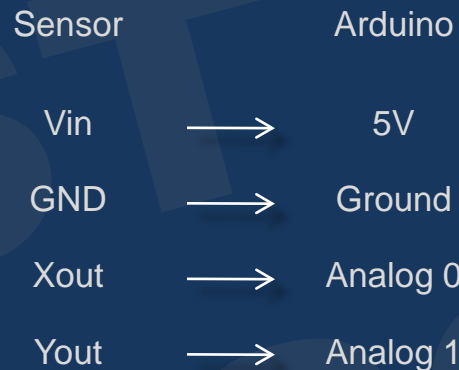 Sensor Arduino
Vin → 5V
GND → Ground
Xout → Analog 0
Yout → Analog 1